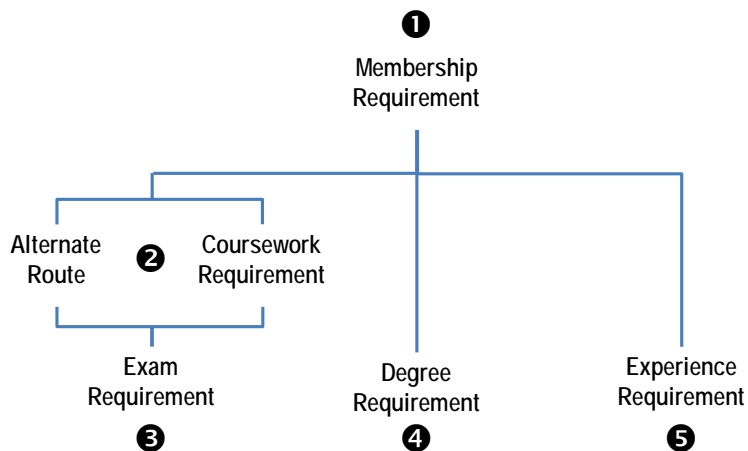 ❶
Membership
Requirement
Alternate
Route
❷
Coursework
Requirement
Exam
Requirement
❸
Degree
Requirement
❹
Experience
Requirement
❺